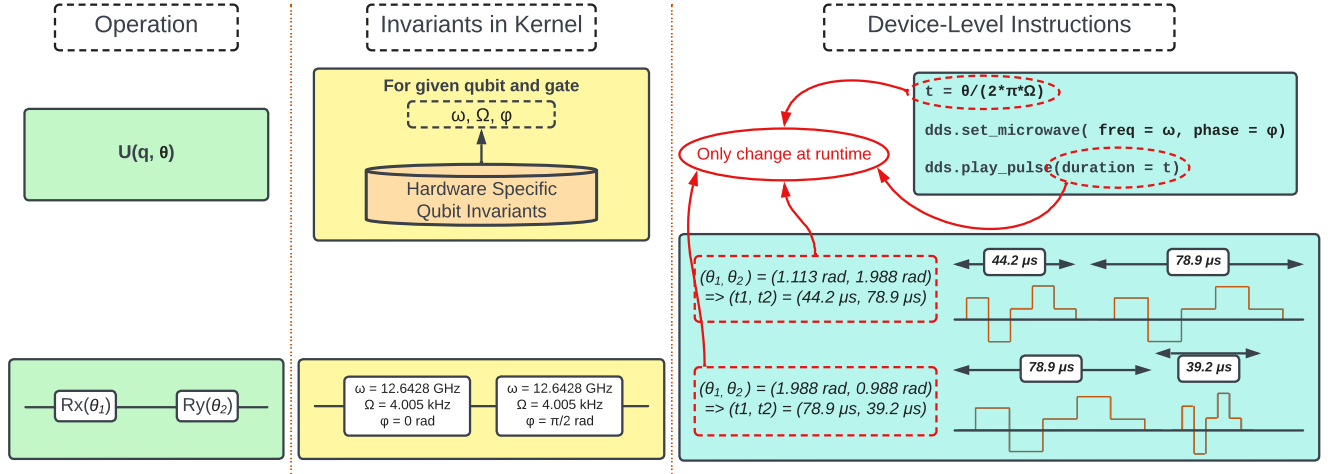 Operation
Invariants in Kernel
Device-Level Instructions
U(q, θ)
For given qubit and gate
ω, Ω, φ
Hardware Specific
Qubit Invariants
t = θ/(2*π*Ω)
dds.set_microwave( freq = ω, phase = φ)
dds.play_pulse(duration = t)
Only change at runtime
(θ1, θ2 ) = (1.113 rad, 1.988 rad)
=> (t1, t2) = (44.2 μs, 78.9 μs)
44.2 μs
78.9 μs
(θ1, θ2 ) = (1.988 rad, 0.988 rad)
=> (t1, t2) = (78.9 μs, 39.2 μs)
78.9 μs
39.2 μs
Rx(θ1)
Ry(θ2)
ω = 12.6428 GHz
Ω = 4.005 kHz
φ = 0 rad
ω = 12.6428 GHz
Ω = 4.005 kHz
φ = π/2 rad